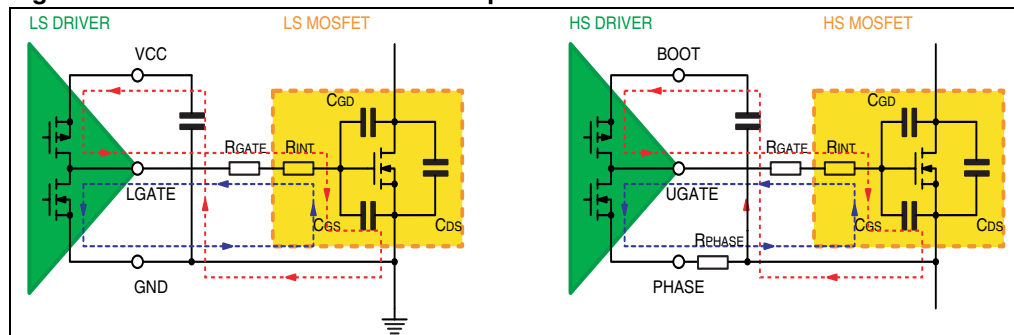 LS DRIVER
LS MOSFET
VCC
CGD
RGATE
RINT
LGATE
CGS
CDS
GND
HS DRIVER
HS MOSFET
BOOT
CGD
RGATE
RINT
UGATE
CGS
CDS
RPHASE
PHASE